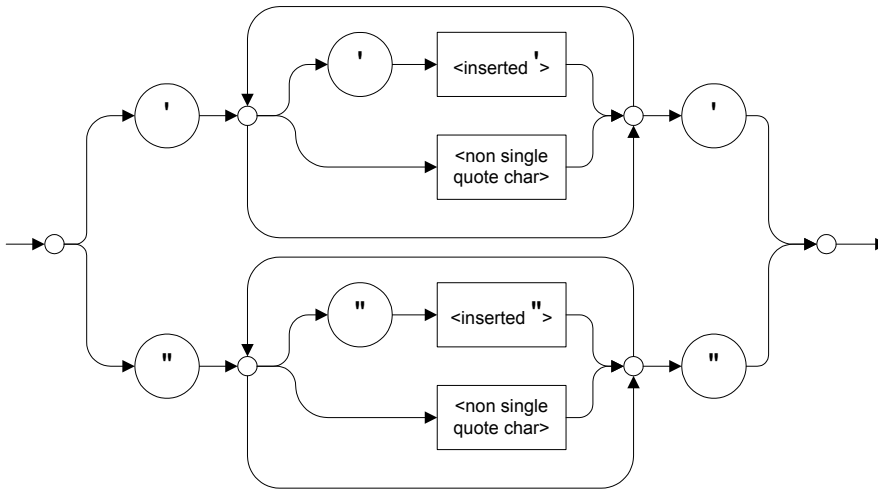 '
<inserted '>
'
'
<non single
quote char>
"
<inserted ">
"
"
<non single
quote char>